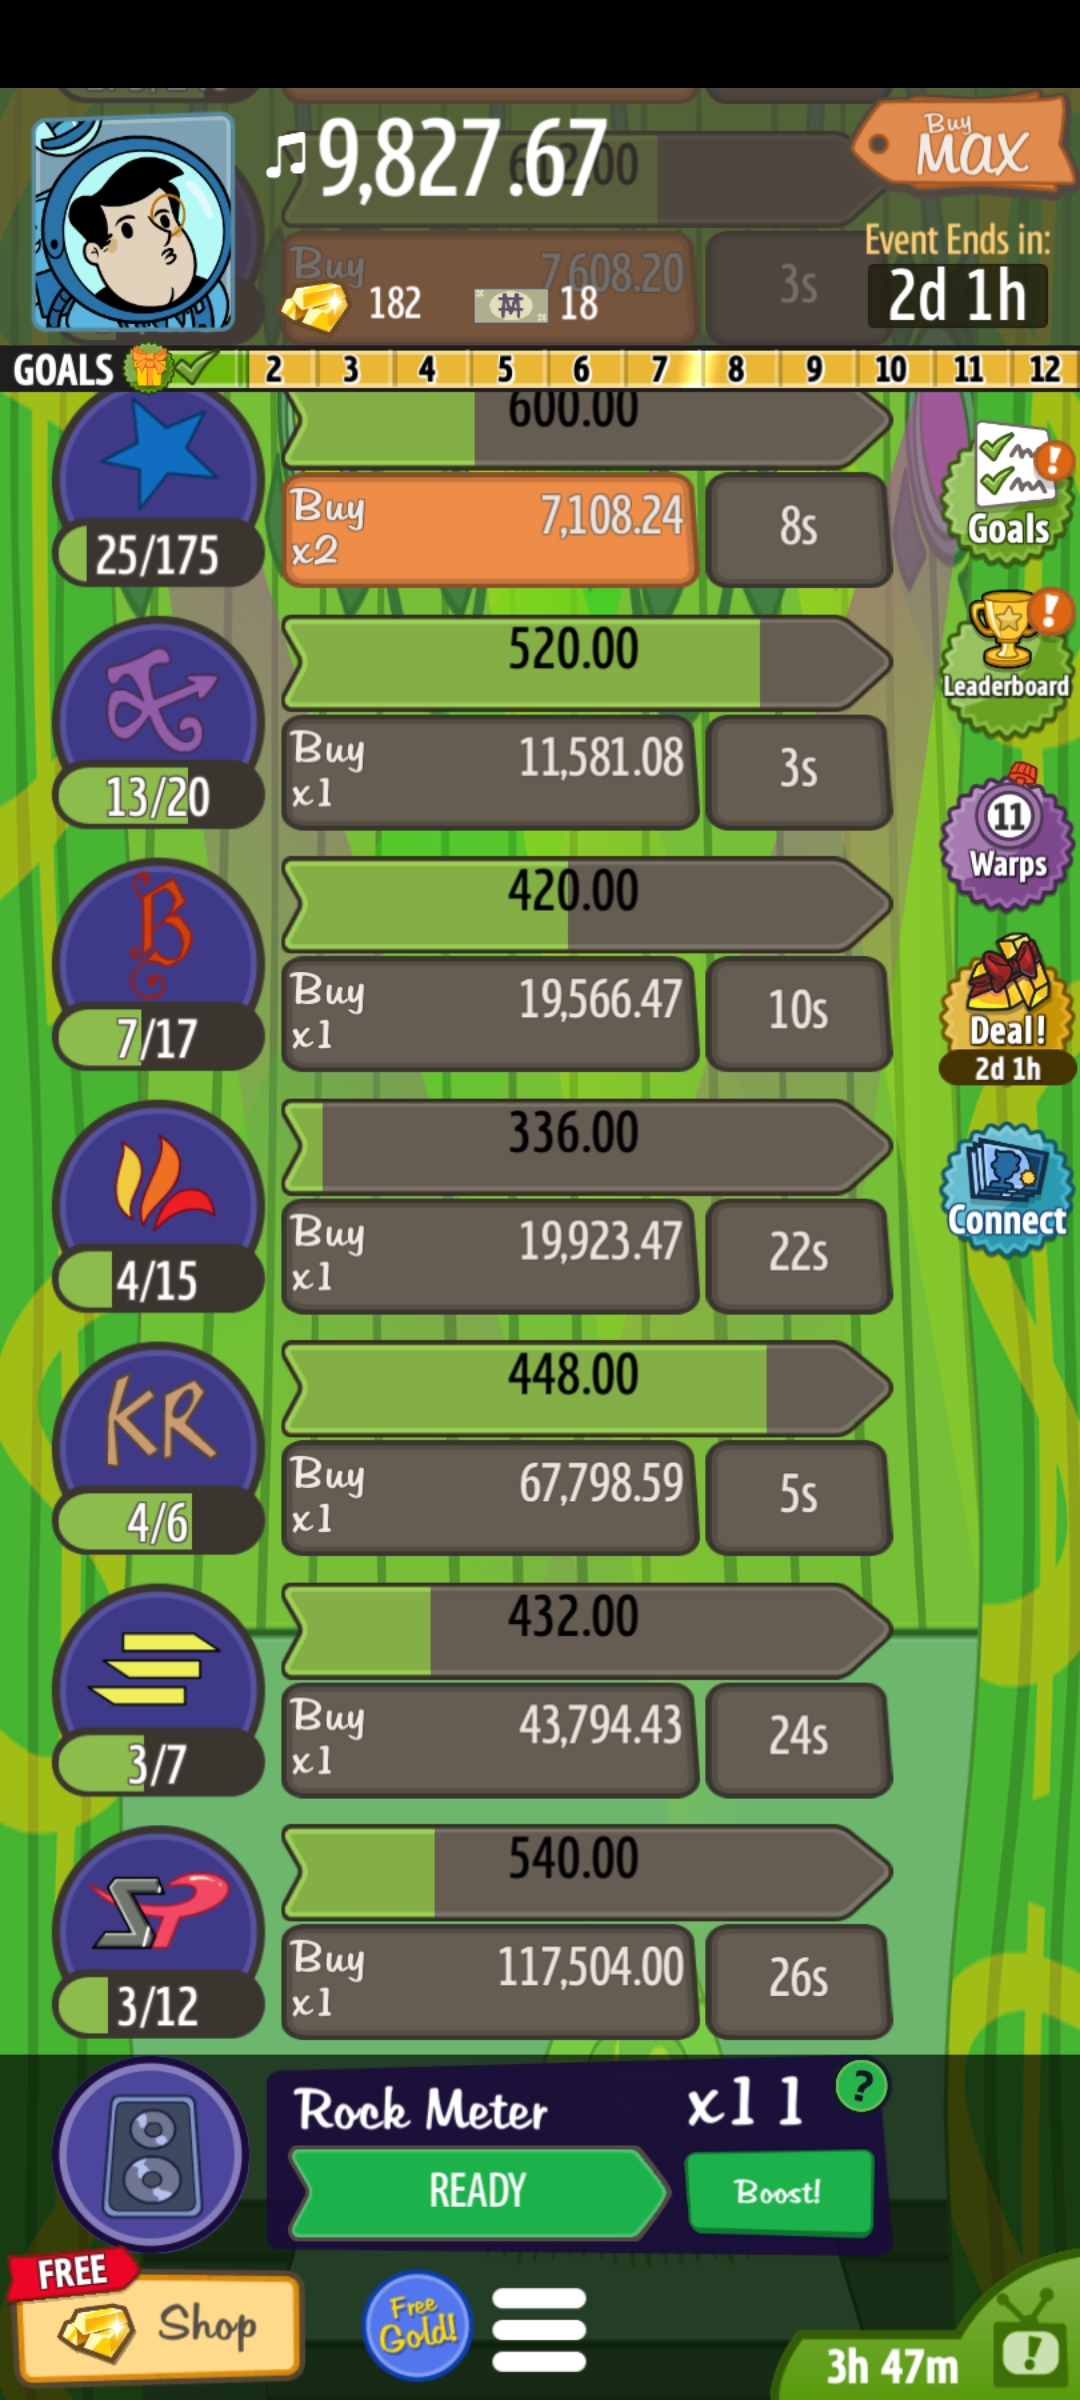 ♫9,827.67
Buy
MAX
Event Ends in:
2d 1h
Buy
7,608.20
3s
182
18
GOALS 2 3 4 5 6 7 8 9 10 11 12
600.00
Buy
x2
7,108.24
8s
25/175
Goals
520.00
Leaderboard
Buy
x1
11,581.08
3s
13/20
11
Warps
420.00
Buy
x1
19,566.47
10s
7/17
Deal!
2d 1h
336.00
Buy
x1
19,923.47
22s
4/15
Connect
448.00
KR
Buy
x1
67,798.59
5s
4/6
432.00
Buy
x1
43,794.43
24s
3/7
540.00
Buy
x1
117,504.00
26s
3/12
Rock Meter
x11
?
READY
Boost!
FREE
Shop
Free
Gold!
3h 47m